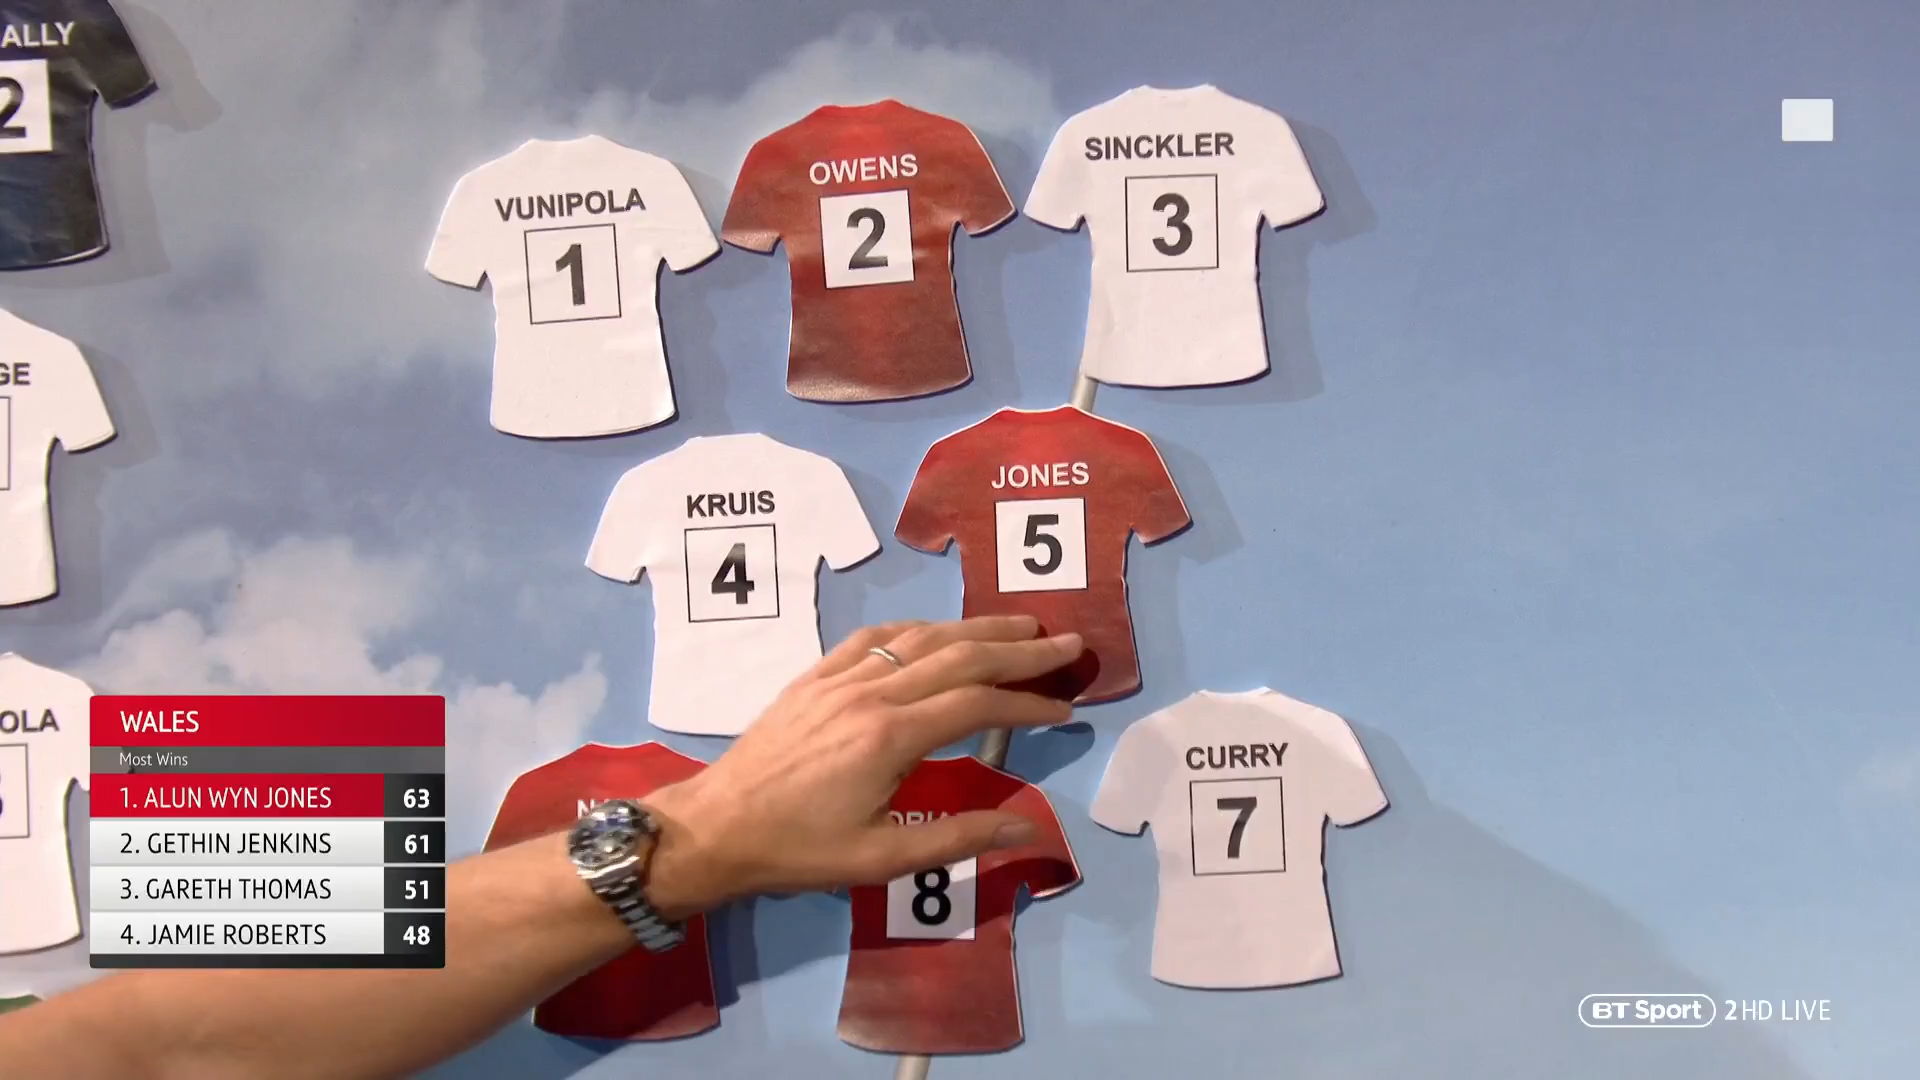 ALLY
2
VUNIPOLA
1
OWENS
2
SINCKLER
3
GE
KRUIS
4
JONES
5
OLA
CURRY
7
8
WALES
Most Wins
1. ALUN WYN JONES 63
2. GETHIN JENKINS 61
3. GARETH THOMAS 51
4. JAMIE ROBERTS 48
BT Sport 2HD LIVE